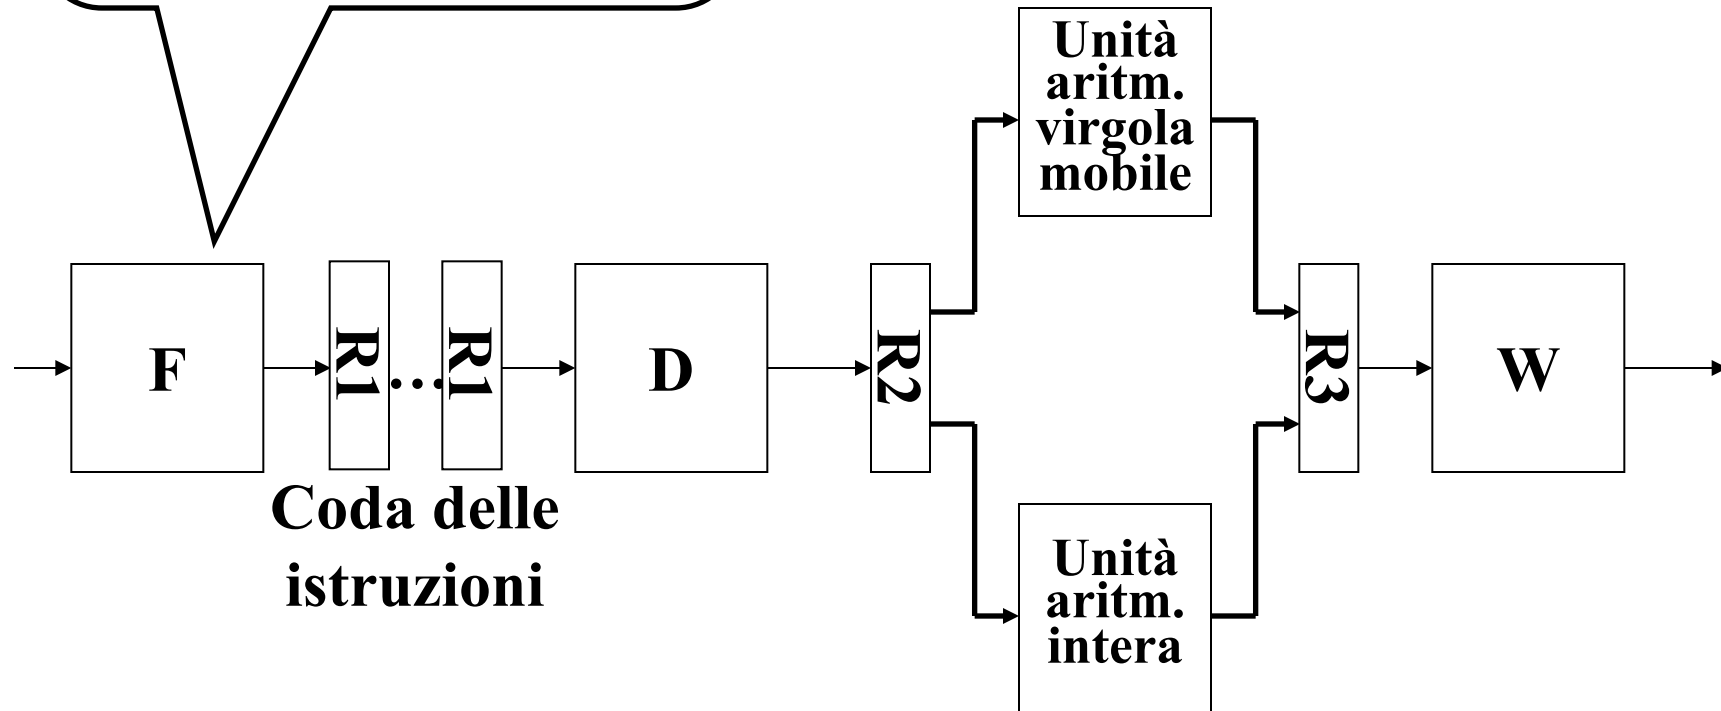 Unità
aritm.
virgola
mobile
F
R1
...
R1
D
R2
R3
W
Coda delle
istruzioni
Unità
aritm.
intera